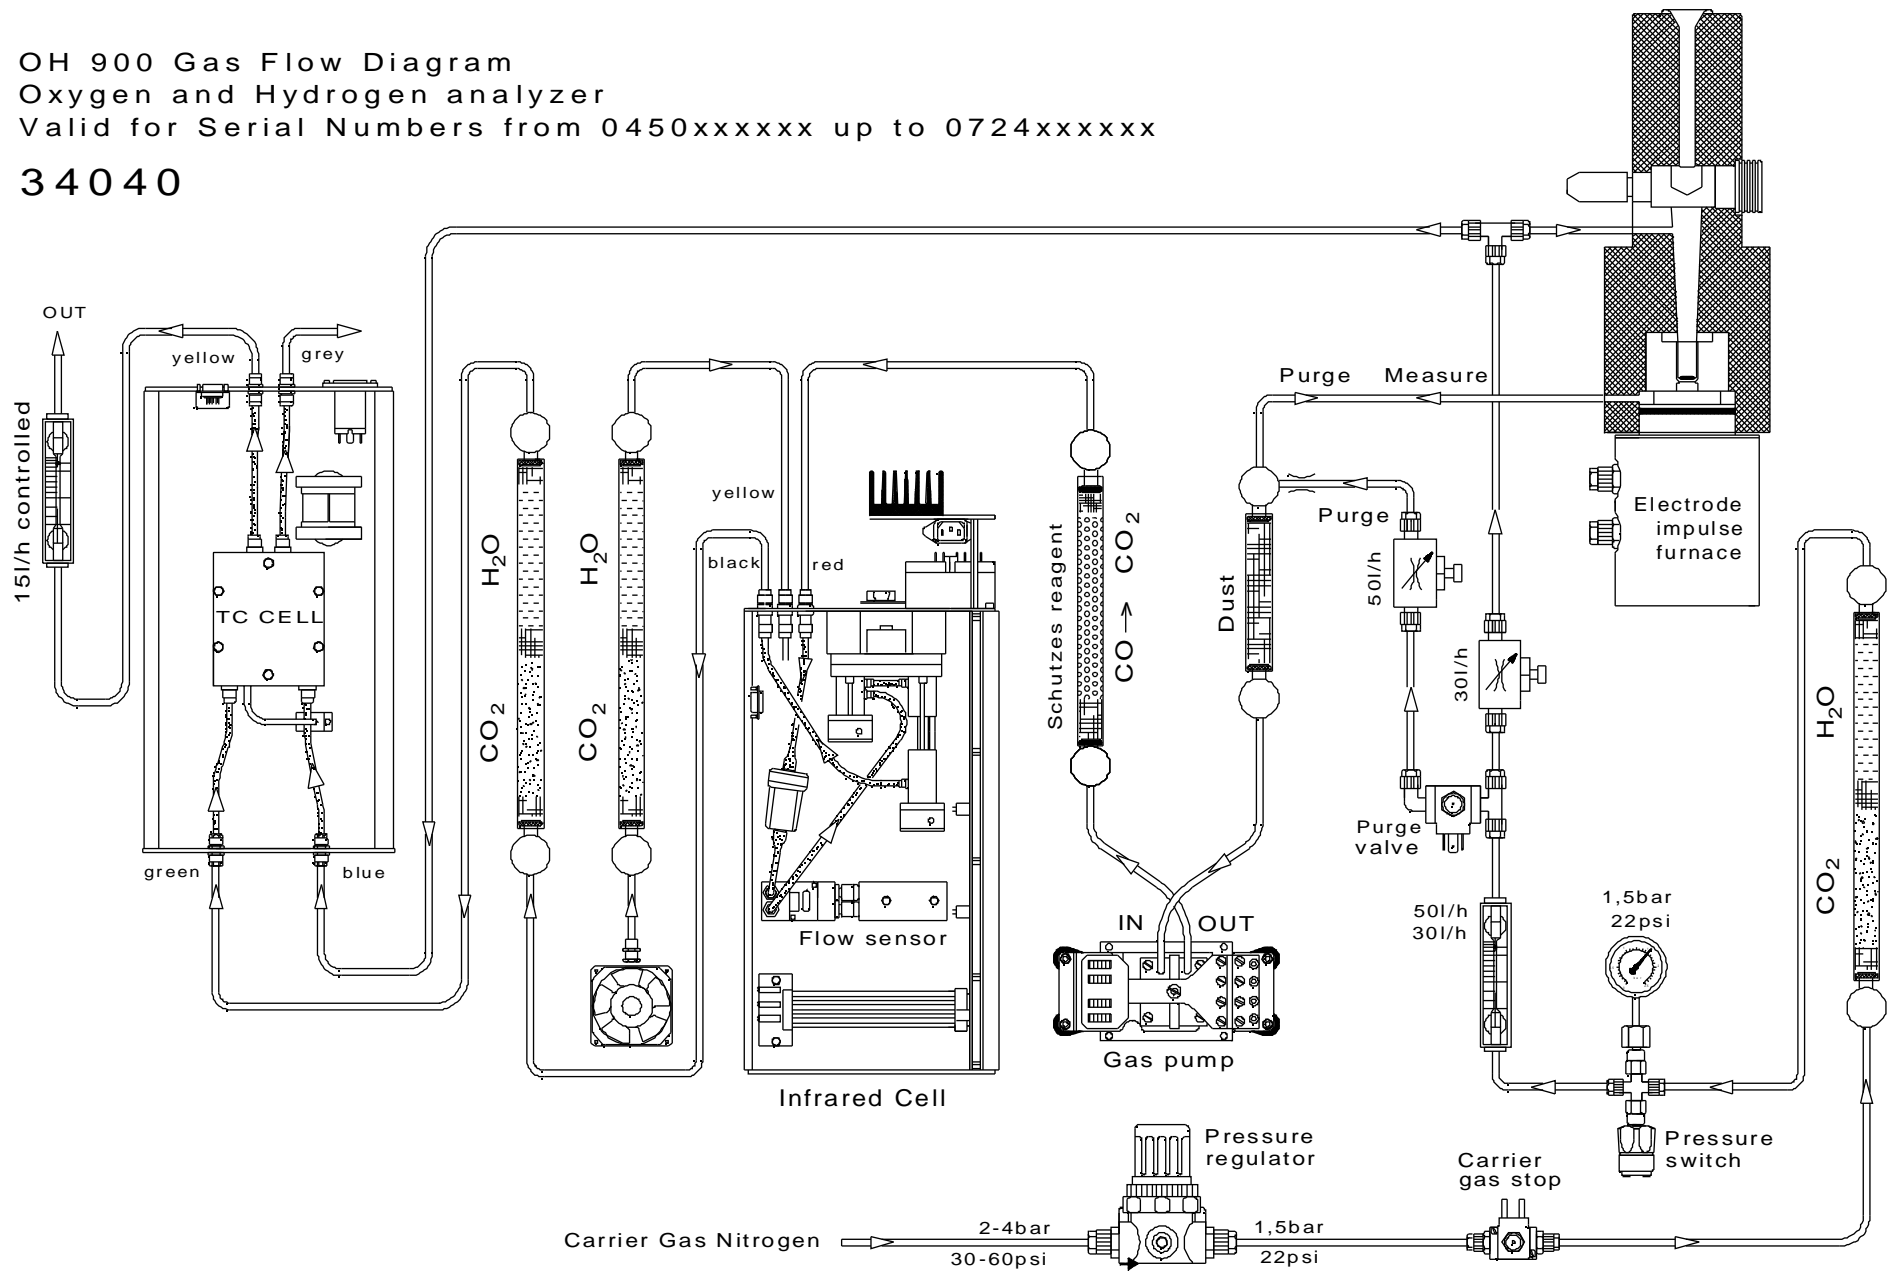 OH 900 Gas Flow Diagram
Oxygen and Hydrogen analyzer
Valid for Serial Numbers from 0450xxxxxx up to 0724xxxxxx
34040
OUT
yellow
grey
15l/h controlled
TC CELL
green
blue
H2O
CO2
H2O
CO2
yellow
black
red
Flow sensor
Infrared Cell
Schutzes reagent
CO → CO2
Dust
IN
OUT
Gas pump
Purge
Measure
Purge
50l/h
30l/h
Purge
valve
50l/h
30l/h
Electrode
impulse
furnace
1,5bar
22psi
H2O
CO2
Pressure
switch
Pressure
regulator
Carrier
gas stop
Carrier Gas Nitrogen
2-4bar
30-60psi
1,5bar
22psi